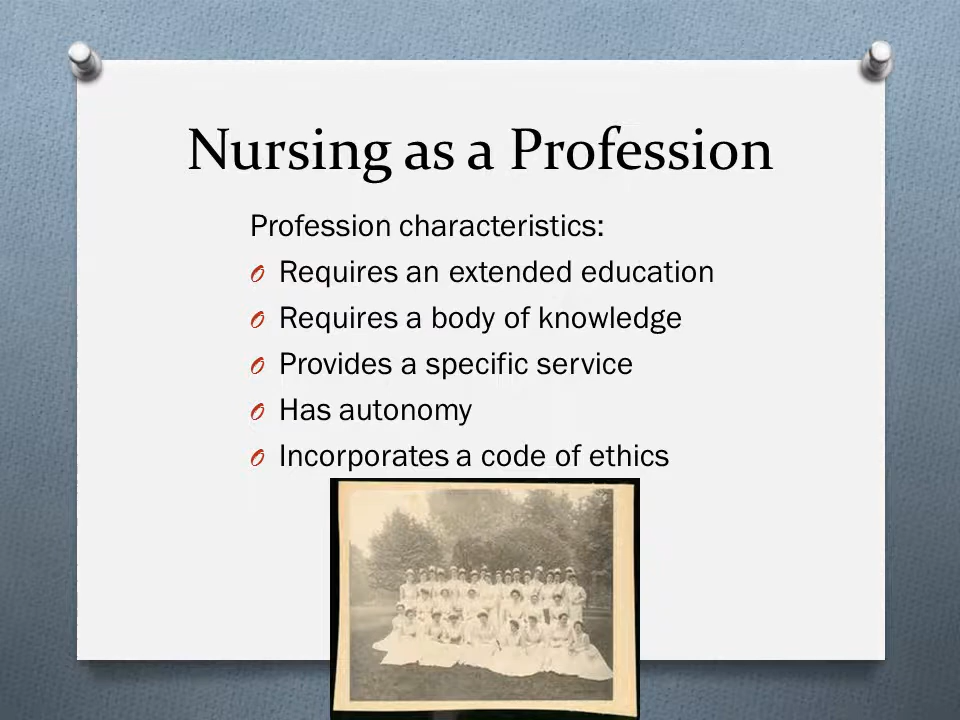 Nursing as a Profession
Profession characteristics:
Requires an extended education
Requires a body of knowledge
Provides a specific service
Has autonomy
Incorporates a code of ethics